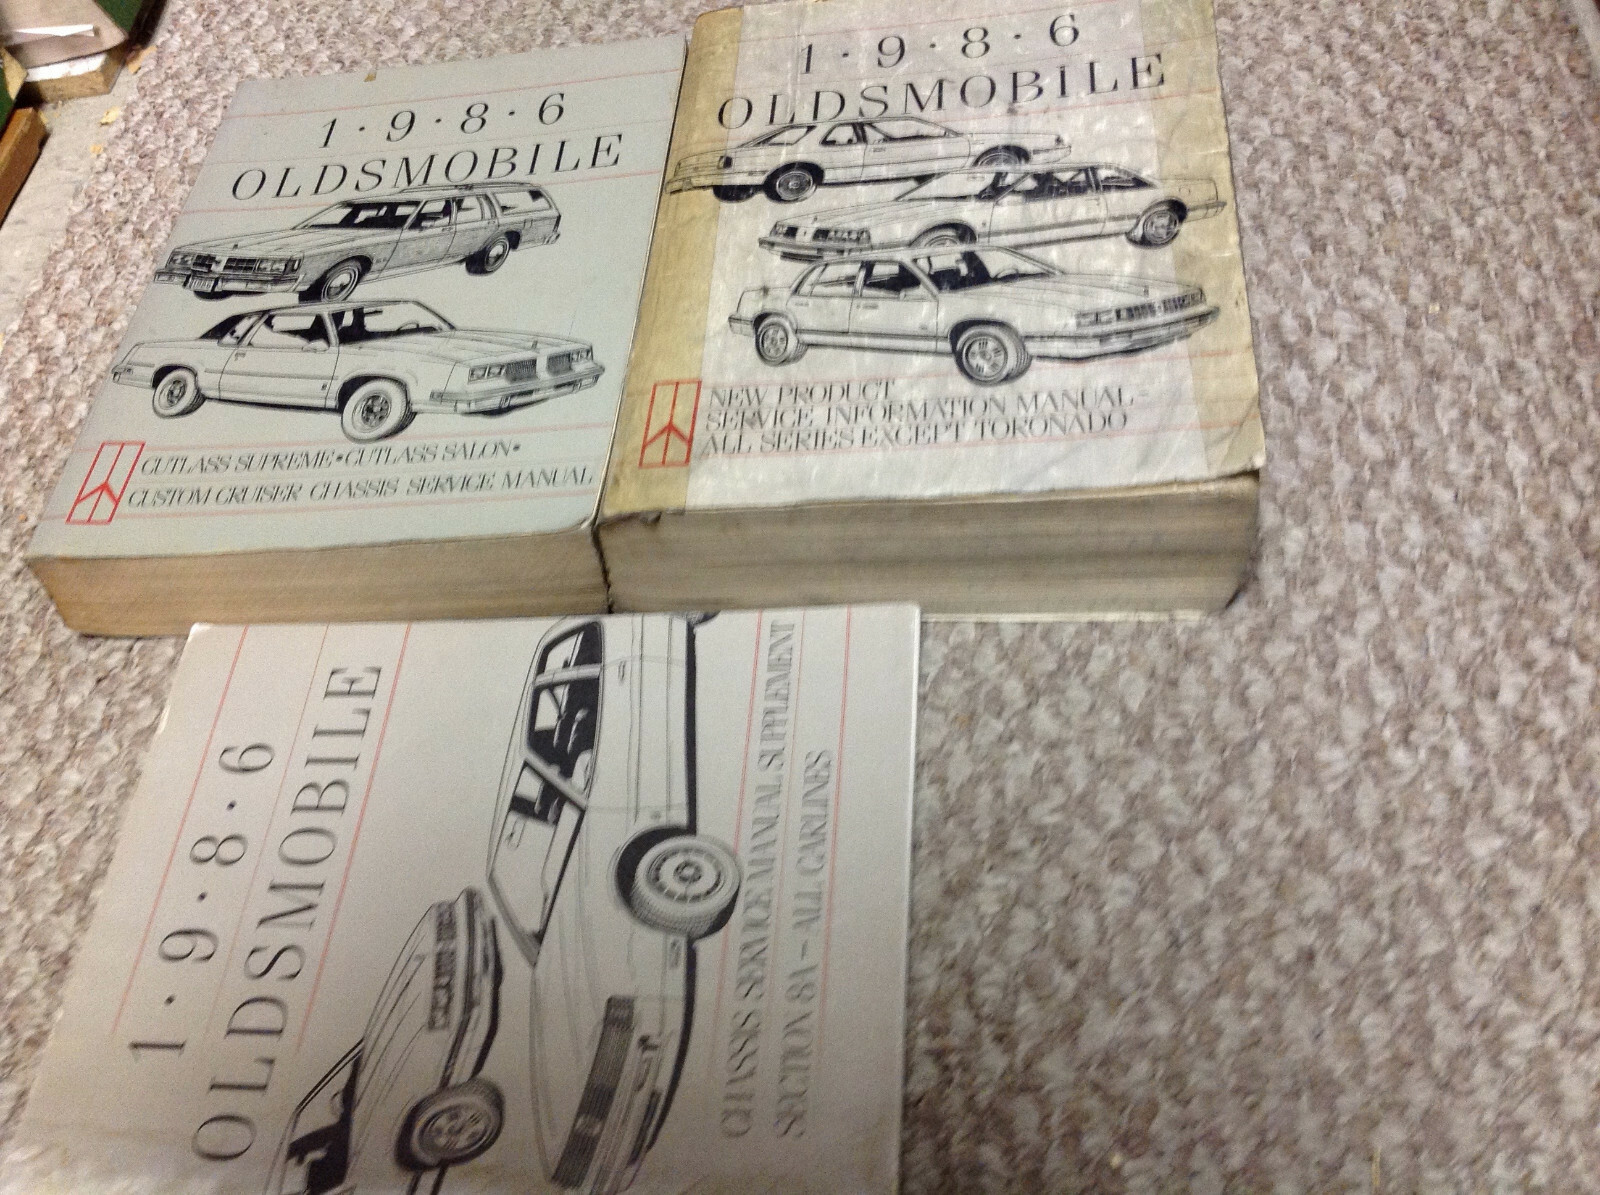 1·9·8·6
OLDSMOBILE
CUTLASS SUPREME•CUTLASS SALON•
CUSTOM CRUISER CHASSIS SERVICE MANUAL
1·9·8·6
OLDSMOBILE
NEW PRODUCT
SERVICE INFORMATION MANUAL-
ALL SERIES EXCEPT TORONADO
1·9·8·6
OLDSMOBILE
CHASSIS SERVICE MANUAL SUPPLEMENT
SECTION 8A – ALL CARLINES